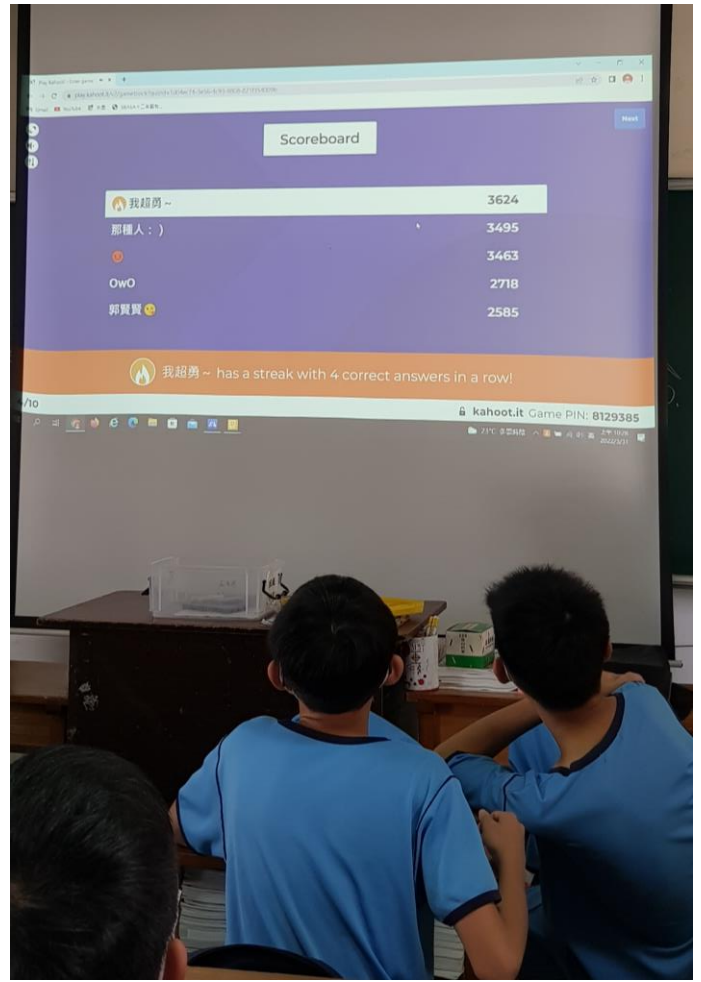 Scoreboard
Next
我超勇~ 3624
那種人 : ) 3495
3463
OwO 2718
郭賢賢 2585
我超勇~ has a streak with 4 correct answers in a row!
/10
kahoot.it Game PIN: 8129385